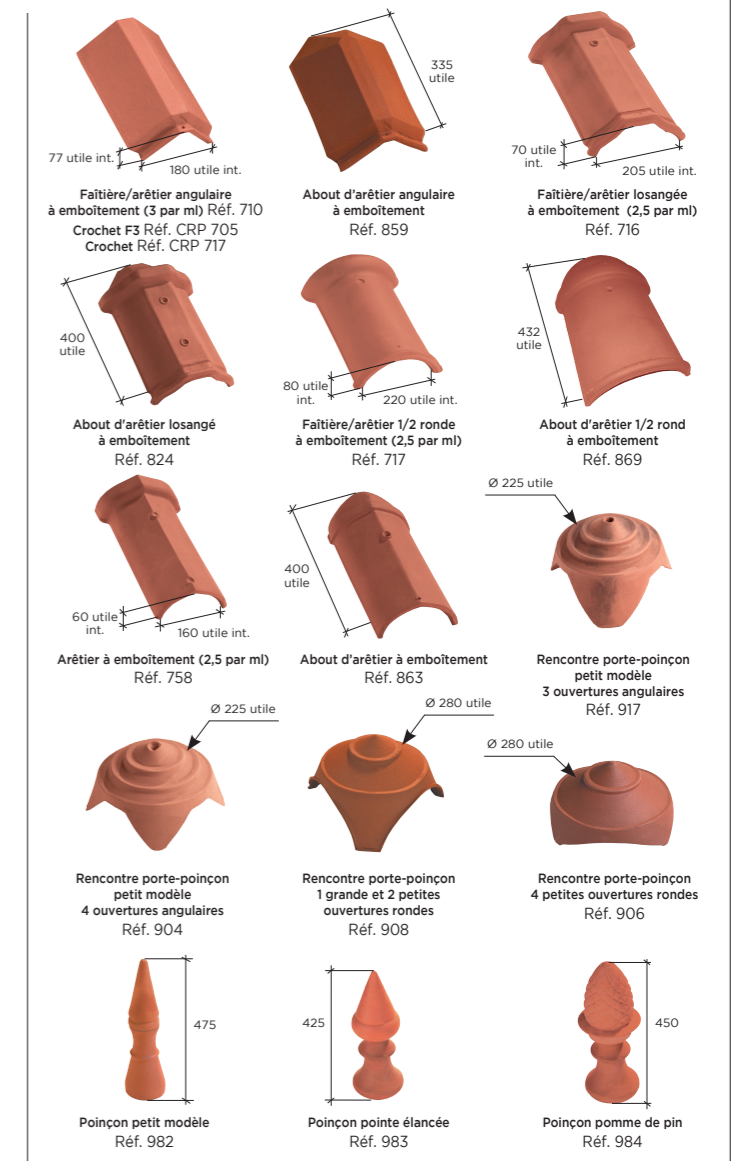 335
utile
77 utile int.
180 utile int.
70 utile
int.
205 utile int.
Faîtière/arêtier angulaire
à emboîtement (3 par ml) Réf. 710
Crochet F3 Réf. CRP 705
Crochet Réf. CRP 717
About d'arêtier angulaire
à emboîtement
Réf. 859
Faîtière/arêtier losangée
à emboîtement (2,5 par ml)
Réf. 716
400
utile
80 utile
int.
220 utile int.
432
utile
About d'arêtier losangé
à emboîtement
Réf. 824
Faîtière/arêtier 1/2 ronde
à emboîtement (2,5 par ml)
Réf. 717
About d'arêtier 1/2 rond
à emboîtement
Réf. 869
60 utile
int.
160 utile int.
400
utile
Ø 225 utile
Arêtier à emboîtement (2,5 par ml)
Réf. 758
About d'arêtier à emboîtement
Réf. 863
Rencontre porte-poinçon
petit modèle
3 ouvertures angulaires
Réf. 917
Ø 225 utile
Ø 280 utile
Ø 280 utile
Rencontre porte-poinçon
petit modèle
4 ouvertures angulaires
Réf. 904
Rencontre porte-poinçon
1 grande et 2 petites
ouvertures rondes
Réf. 908
Rencontre porte-poinçon
4 petites ouvertures rondes
Réf. 906
475
425
450
Poinçon petit modèle
Réf. 982
Poinçon pointe élancée
Réf. 983
Poinçon pomme de pin
Réf. 984